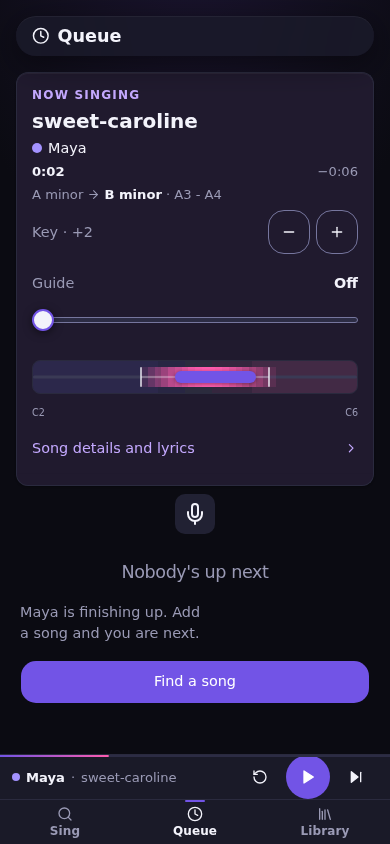 Queue
NOW SINGING
sweet-caroline
Maya
0:02 −0:06
A minor → B minor · A3 - A4
Key · +2
Guide Off
C2 C6
Song details and lyrics
Nobody's up next
Maya is finishing up. Add
a song and you are next.
Find a song
Maya · sweet-caroline
Sing Queue Library